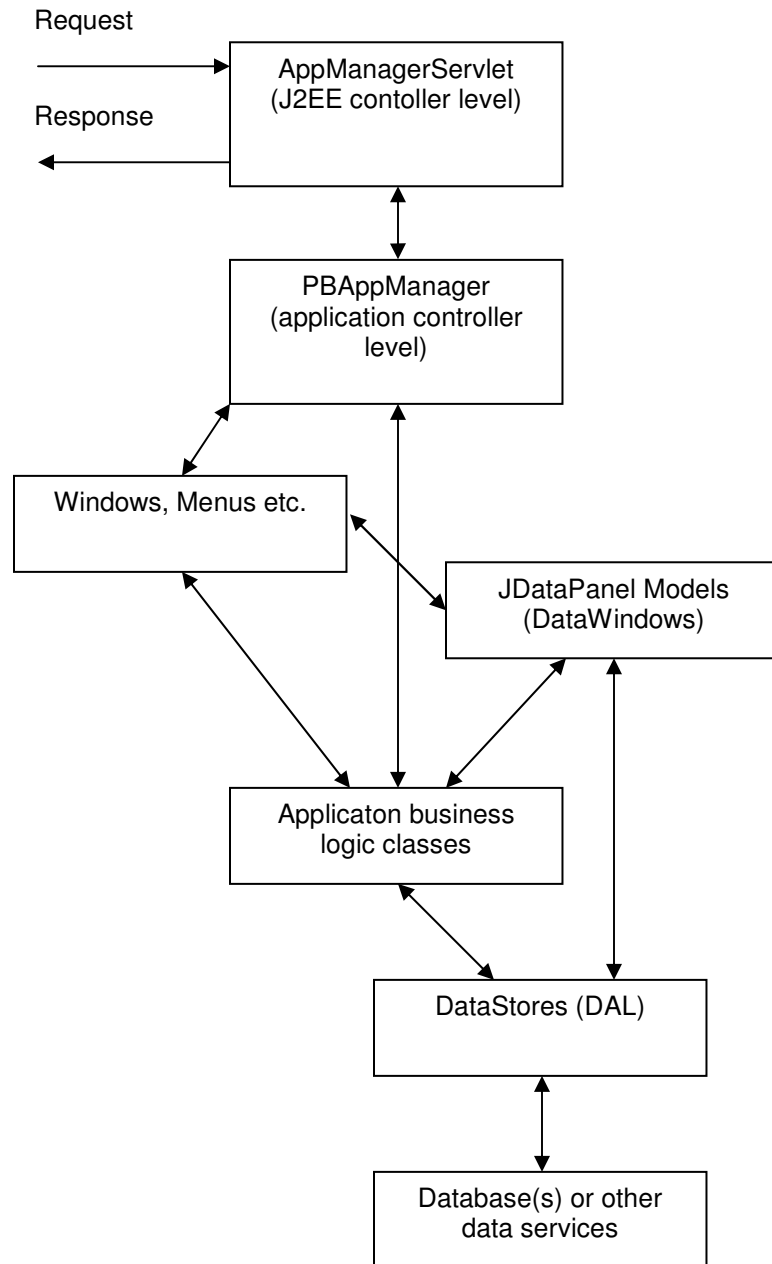 Request
AppManagerServlet
(J2EE contoller level)
Response
PBAppManager
(application controller
level)
Windows, Menus etc.
JDataPanel Models
(DataWindows)
Applicaton business
logic classes
DataStores (DAL)
Database(s) or other
data services